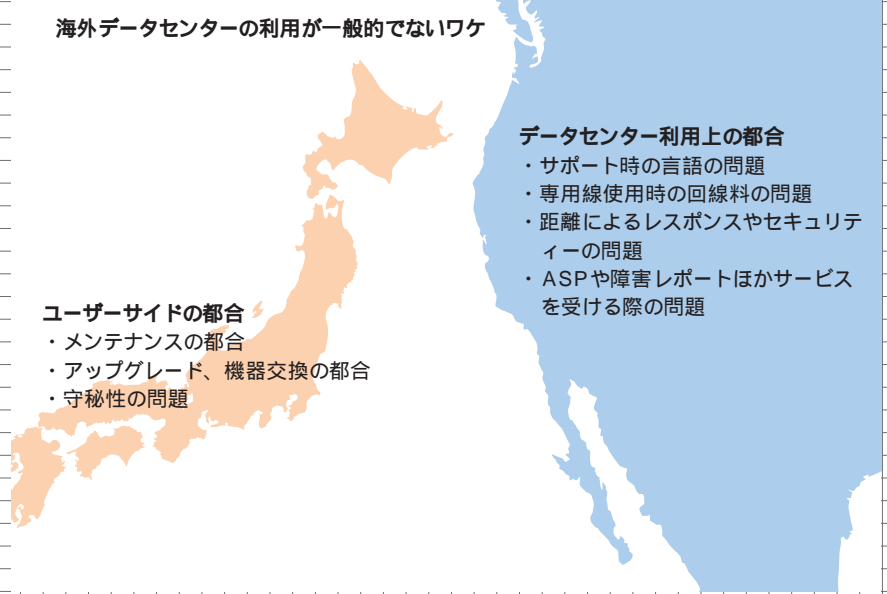 海外データセンターの利用が一般的でないワケ
データセンター利用上の都合
・サポート時の言語の問題
・専用線使用時の回線料の問題
・距離によるレスポンスやセキュリテ
ィーの問題
・ASPや障害レポートほかサービス
を受ける際の問題
ユーザーサイドの都合
・メンテナンスの都合
・アップグレード、機器交換の都合
・守秘性の問題